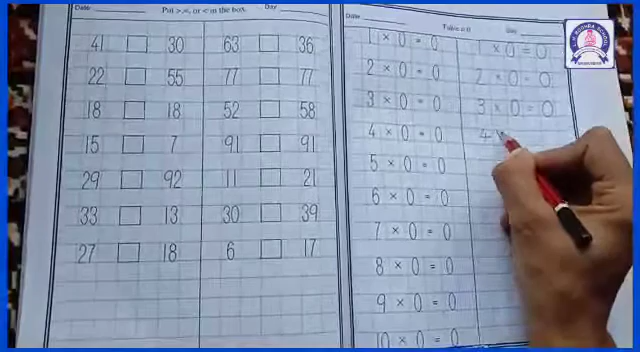 Date: Put >,=, or < in the box. Day
41 30 63 36
22 55 77 77
18 18 52 58
15 7 91 91
29 92 11 21
33 13 30 39
27 18 6 17
Date Day
1 × 0 = 0 1 × 0 = 0
2 × 0 = 0 2 × 0 = 0
3 × 0 = 0 3 × 0 = 0
4 × 0 = 0 4
5 × 0 = 0
6 × 0 = 0
7 × 0 = 0
8 × 0 = 0
9 × 0 = 0
10 × 0 = 0